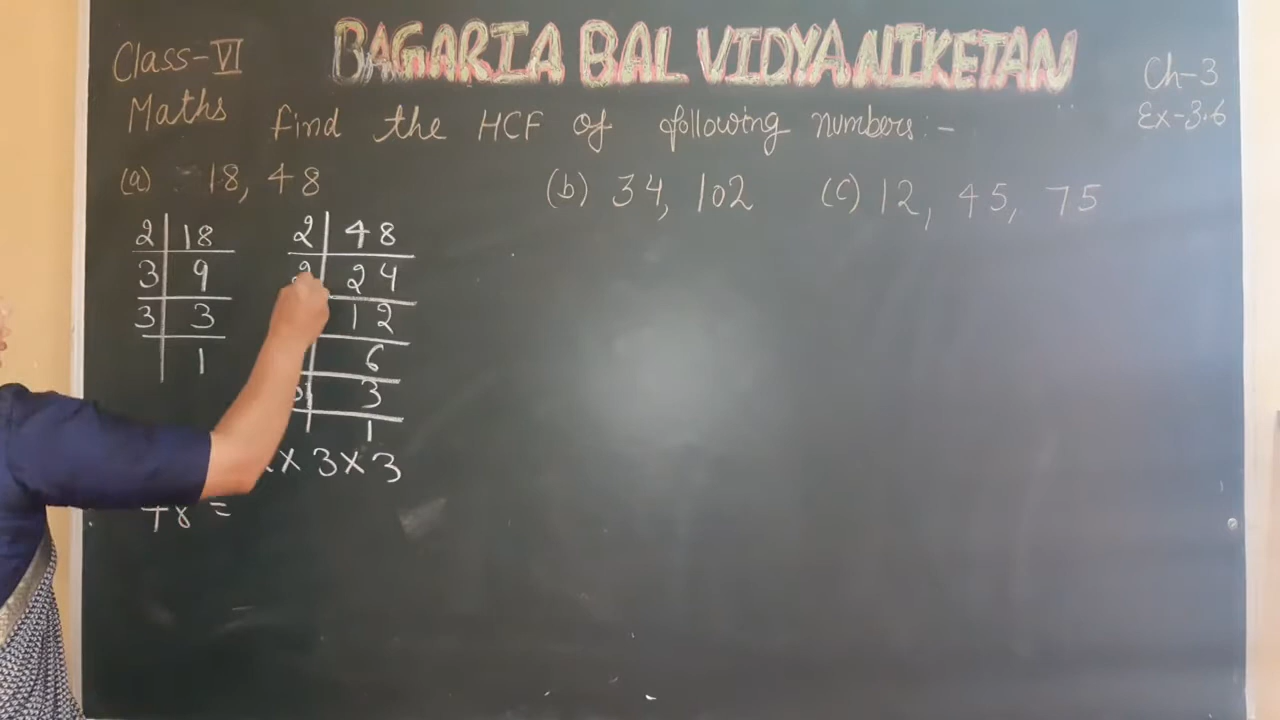 BAGARIA BAL VIDYA NIKETAN
Class-VI
Maths
Ch-3
Ex-3.6
find the HCF of following numbers:-
(a) 18, 48
(b) 34, 102
(c) 12, 45, 75
2 18
3 9
3 3
1
2 48
2 24
12
6
3
1
× 3 × 3
48 =